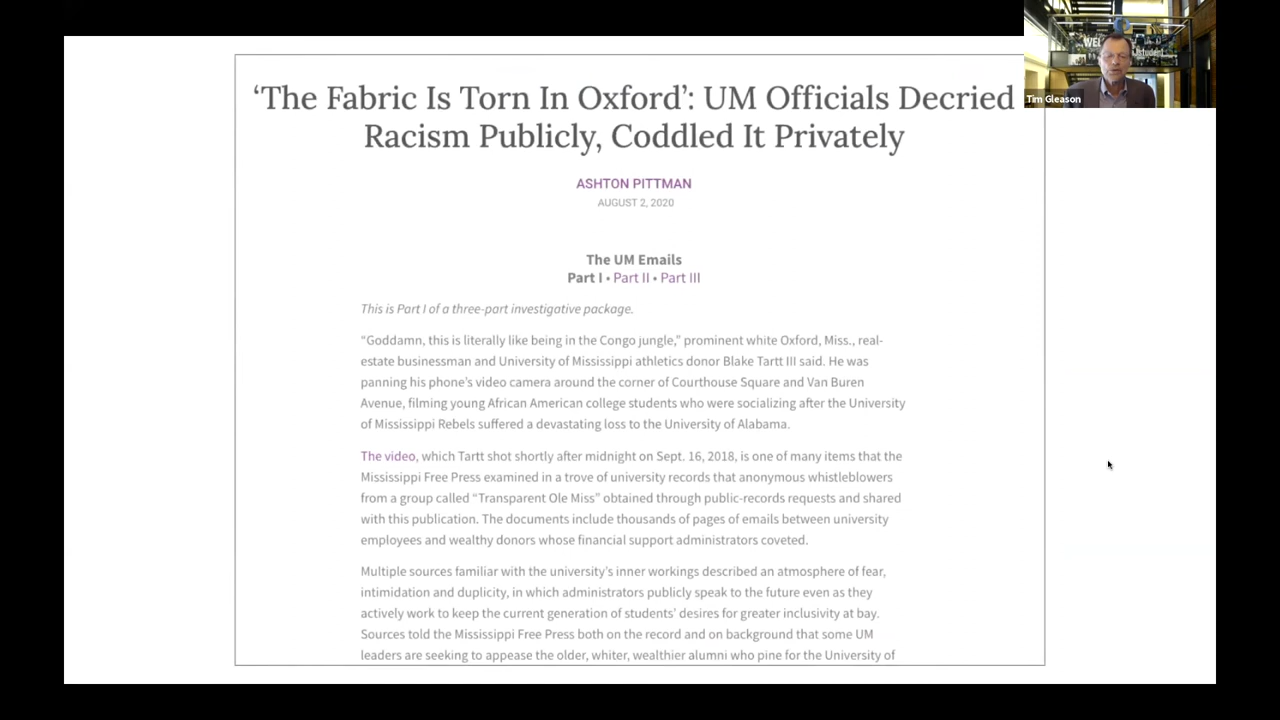 ‘The Fabric Is Torn In Oxford’: UM Officials Decried
Racism Publicly, Coddled It Privately
ASHTON PITTMAN
AUGUST 2, 2020
The UM Emails
Part I • Part II • Part III
This is Part I of a three-part investigative package.
“Goddamn, this is literally like being in the Congo jungle,” prominent white Oxford, Miss., real-
estate businessman and University of Mississippi athletics donor Blake Tartt III said. He was
panning his phone’s video camera around the corner of Courthouse Square and Van Buren
Avenue, filming young African American college students who were socializing after the University
of Mississippi Rebels suffered a devastating loss to the University of Alabama.
The video, which Tartt shot shortly after midnight on Sept. 16, 2018, is one of many items that the
Mississippi Free Press examined in a trove of university records that anonymous whistleblowers
from a group called “Transparent Ole Miss” obtained through public-records requests and shared
with this publication. The documents include thousands of pages of emails between university
employees and wealthy donors whose financial support administrators coveted.
Multiple sources familiar with the university’s inner workings described an atmosphere of fear,
intimidation and duplicity, in which administrators publicly speak to the future even as they
actively work to keep the current generation of students’ desires for greater inclusivity at bay.
Sources told the Mississippi Free Press both on the record and on background that some UM
leaders are seeking to appease the older, whiter, wealthier alumni who pine for the University of
WEL
student
Tim Gleason